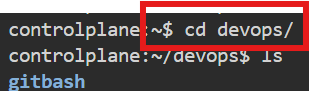 controlplane:~$ cd devops/
controlplane:~/devops$ ls
gitbash